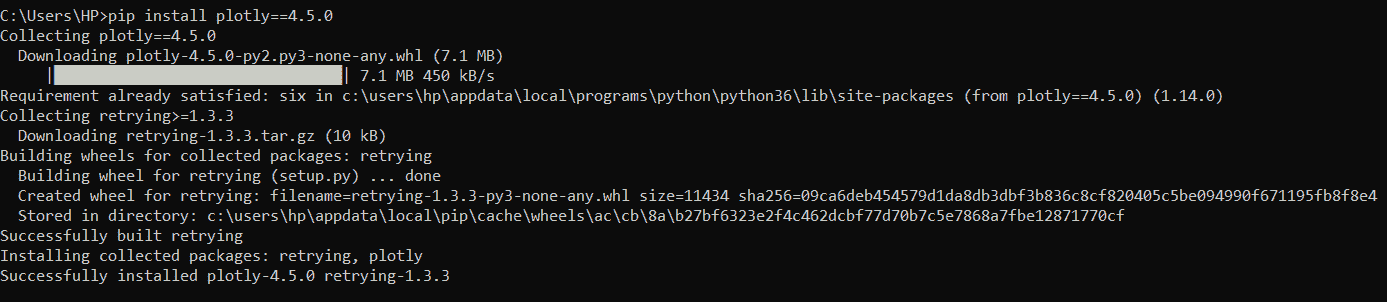 C:\Users\HP>pip install plotly==4.5.0
Collecting plotly==4.5.0
Downloading plotly-4.5.0-py2.py3-none-any.whl (7.1 MB)
|████████████████████████████████| 7.1 MB 450 kB/s
Requirement already satisfied: six in c:\users\hp\appdata\local\programs\python\python36\lib\site-packages (from plotly==4.5.0) (1.14.0)
Collecting retrying>=1.3.3
Downloading retrying-1.3.3.tar.gz (10 kB)
Building wheels for collected packages: retrying
Building wheel for retrying (setup.py) ... done
Created wheel for retrying: filename=retrying-1.3.3-py3-none-any.whl size=11434 sha256=09ca6deb454579d1da8db3dbf3b836c8cf820405c5be094990f671195fb8f8e4
Stored in directory: c:\users\hp\appdata\local\pip\cache\wheels\ac\cb\8a\b27bf6323e2f4c462dcbf77d70b7c5e7868a7fbe12871770cf
Successfully built retrying
Installing collected packages: retrying, plotly
Successfully installed plotly-4.5.0 retrying-1.3.3